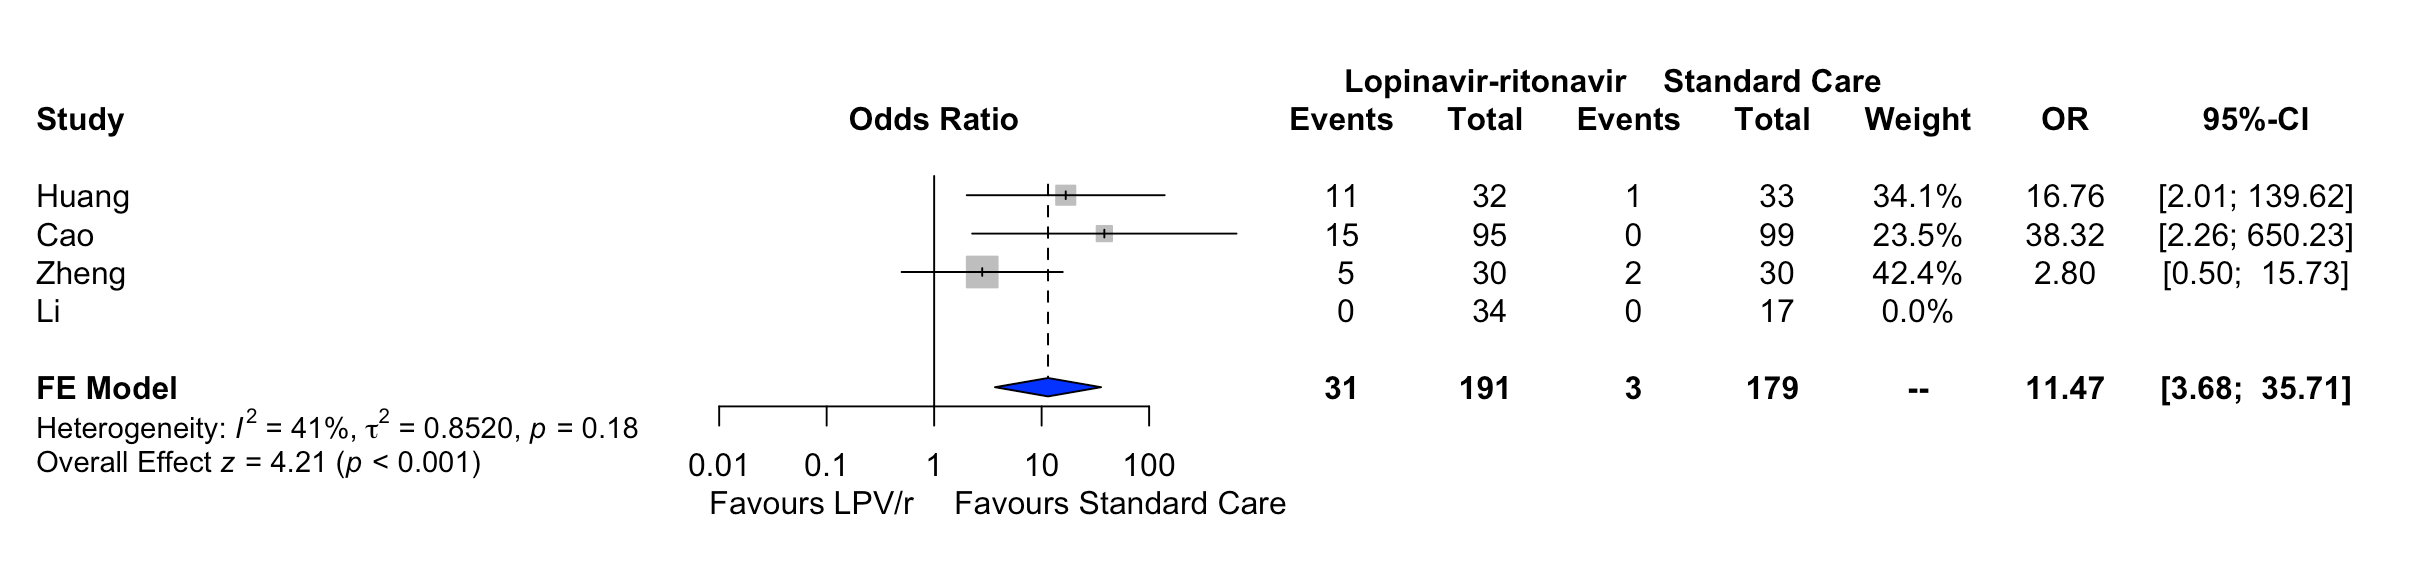 Lopinavir-ritonavir Standard Care
Study Odds Ratio Events Total Events Total Weight OR 95%-CI
Huang 11 32 1 33 34.1% 16.76 [2.01; 139.62]
Cao 15 95 0 99 23.5% 38.32 [2.26; 650.23]
Zheng 5 30 2 30 42.4% 2.80 [0.50; 15.73]
Li 0 34 0 17 0.0%
FE Model 31 191 3 179 -- 11.47 [3.68; 35.71]
Heterogeneity: I² = 41%, τ² = 0.8520, p = 0.18
Overall Effect z = 4.21 (p < 0.001)
0.01 0.1 1 10 100
Favours LPV/r Favours Standard Care